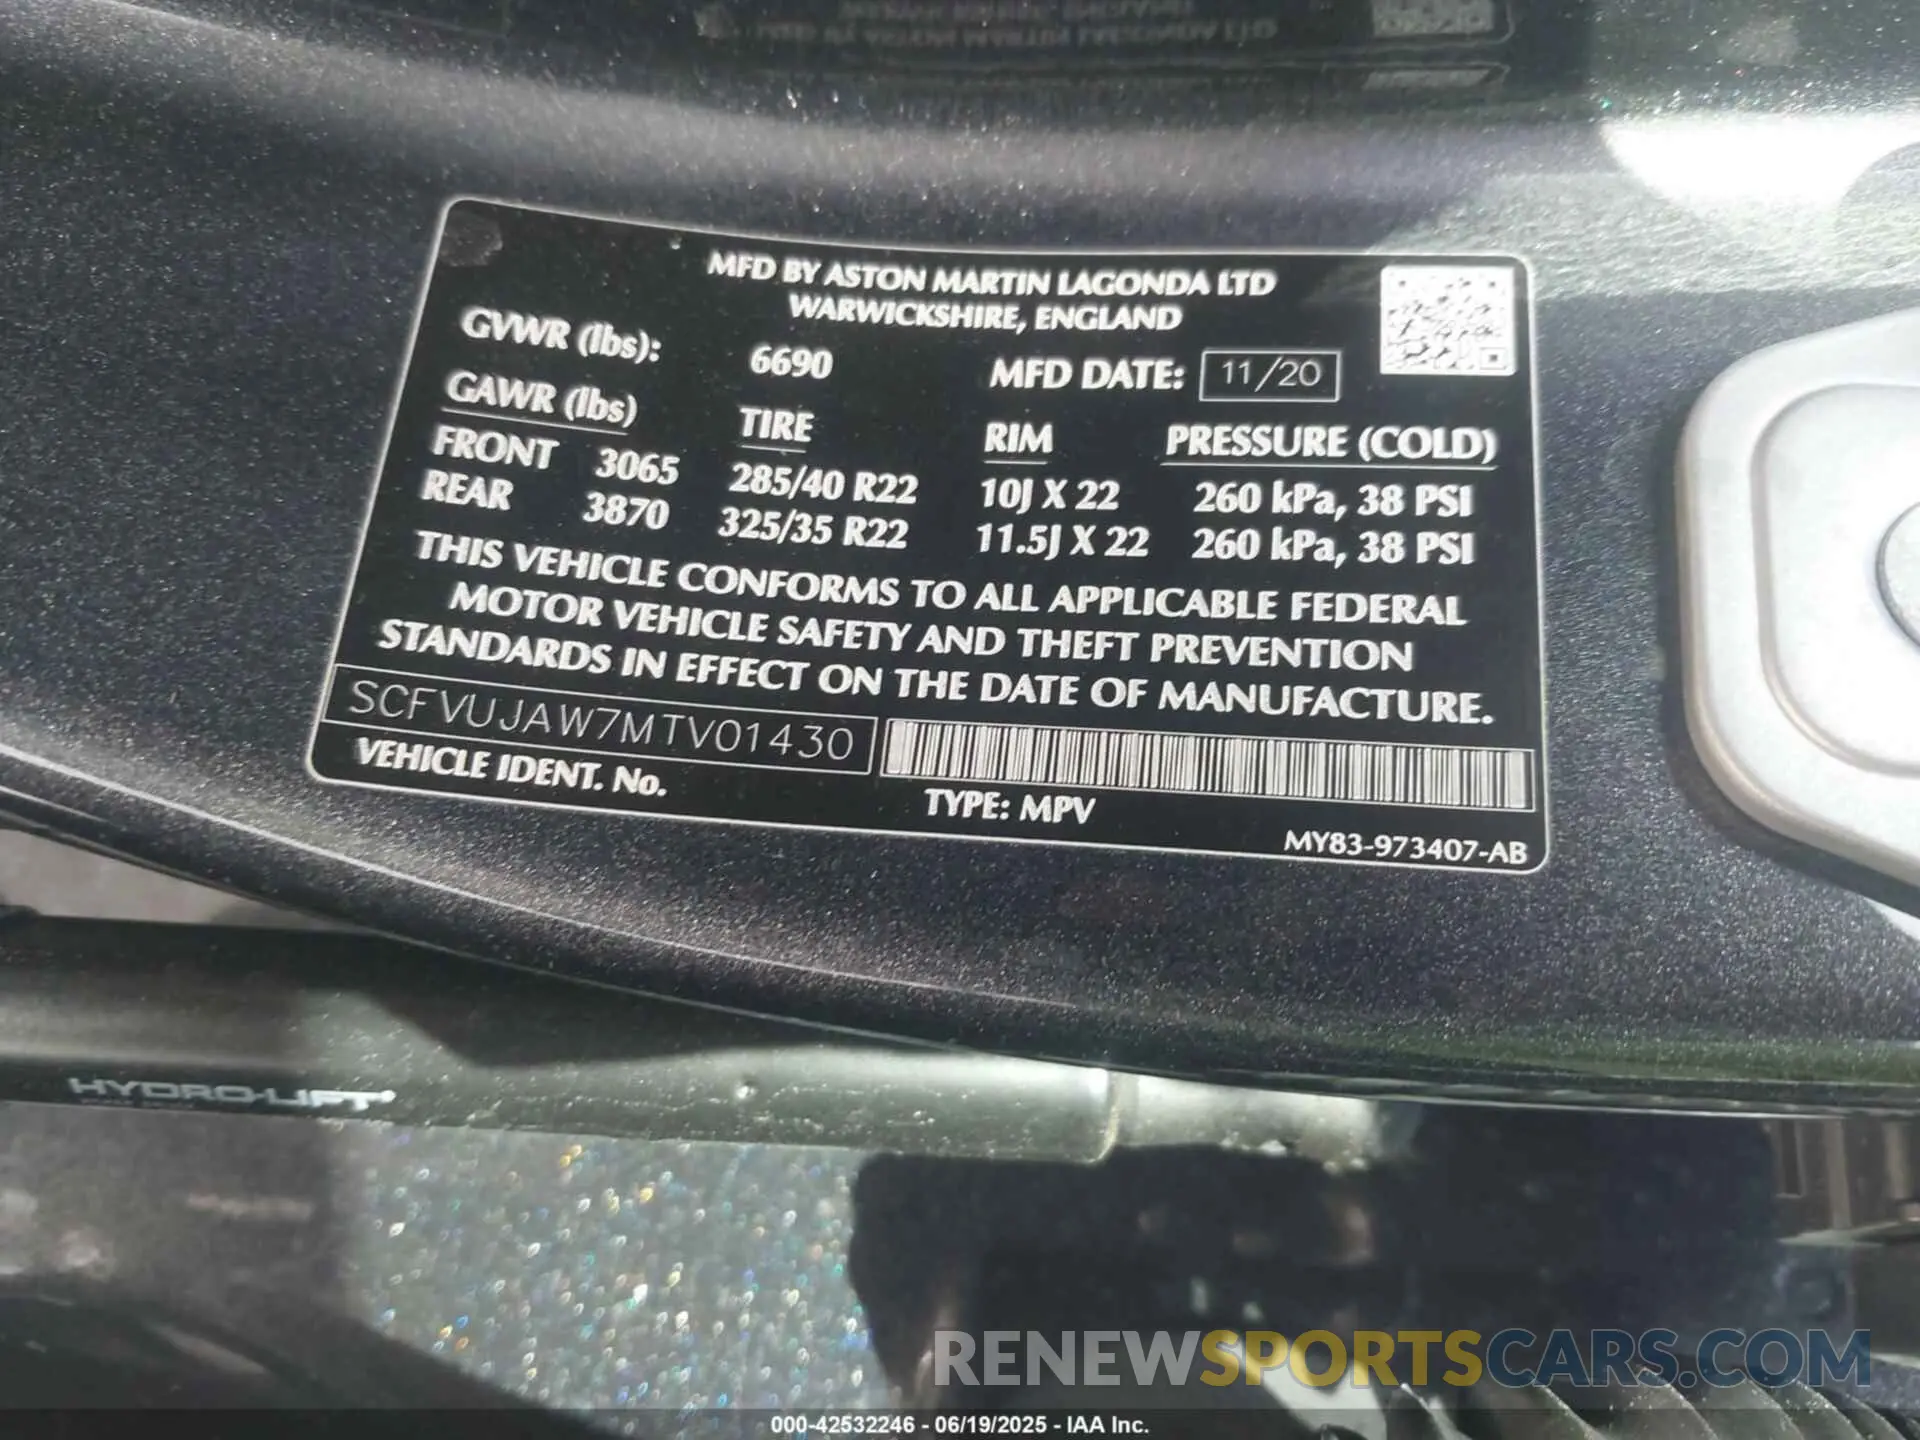 MFD BY ASTON MARTIN LAGONDA LTD
WARWICKSHIRE, ENGLAND
GVWR (lbs): 6690 MFD DATE: 11/20
GAWR (lbs) TIRE RIM PRESSURE (COLD)
FRONT 3065 285/40 R22 10J X 22 260 kPa, 38 PSI
REAR 3870 325/35 R22 11.5J X 22 260 kPa, 38 PSI
THIS VEHICLE CONFORMS TO ALL APPLICABLE FEDERAL
MOTOR VEHICLE SAFETY AND THEFT PREVENTION
STANDARDS IN EFFECT ON THE DATE OF MANUFACTURE.
SCFVUJAW7MTV01430
VEHICLE IDENT. No.
TYPE: MPV
MY83-973407-AB
HYDRO-LIFT
RENEWSPORTSCARS.COM
000-42532246 - 06/19/2025 - IAA Inc.